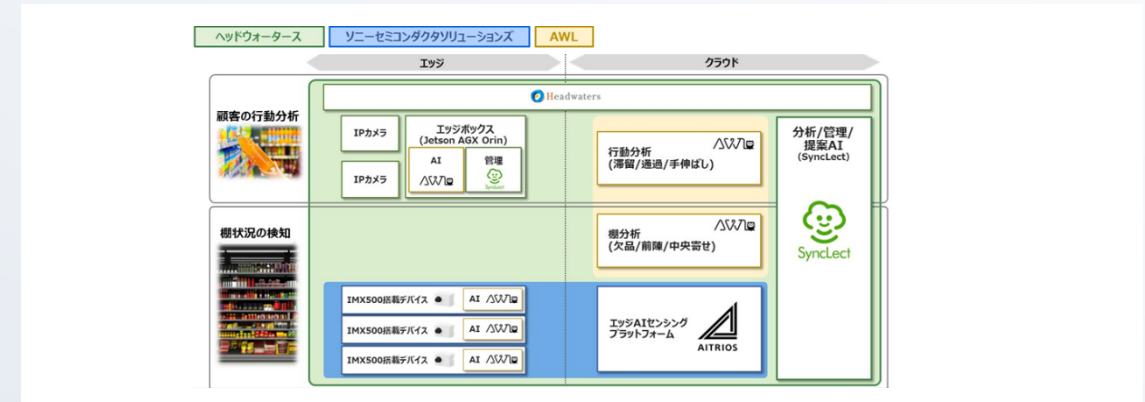 ヘッドウォータース
ソニーセミコンダクタソリューションズ
AWL
エッジ
クラウド
Headwaters
顧客の行動分析
IPカメラ
IPカメラ
エッジボックス
(Jetson AGX Orin)
AI
AWL
管理
SyncLect
AWL
行動分析
(滞留/通過/手伸ばし)
分析/管理/
提案AI
(SyncLect)
SyncLect
棚状況の検知
AWL
棚分析
(欠品/前陳/中央寄せ)
IMX500搭載デバイス
AI AWL
IMX500搭載デバイス
AI AWL
IMX500搭載デバイス
AI AWL
エッジAIセンシング
プラットフォーム
AITRIOS